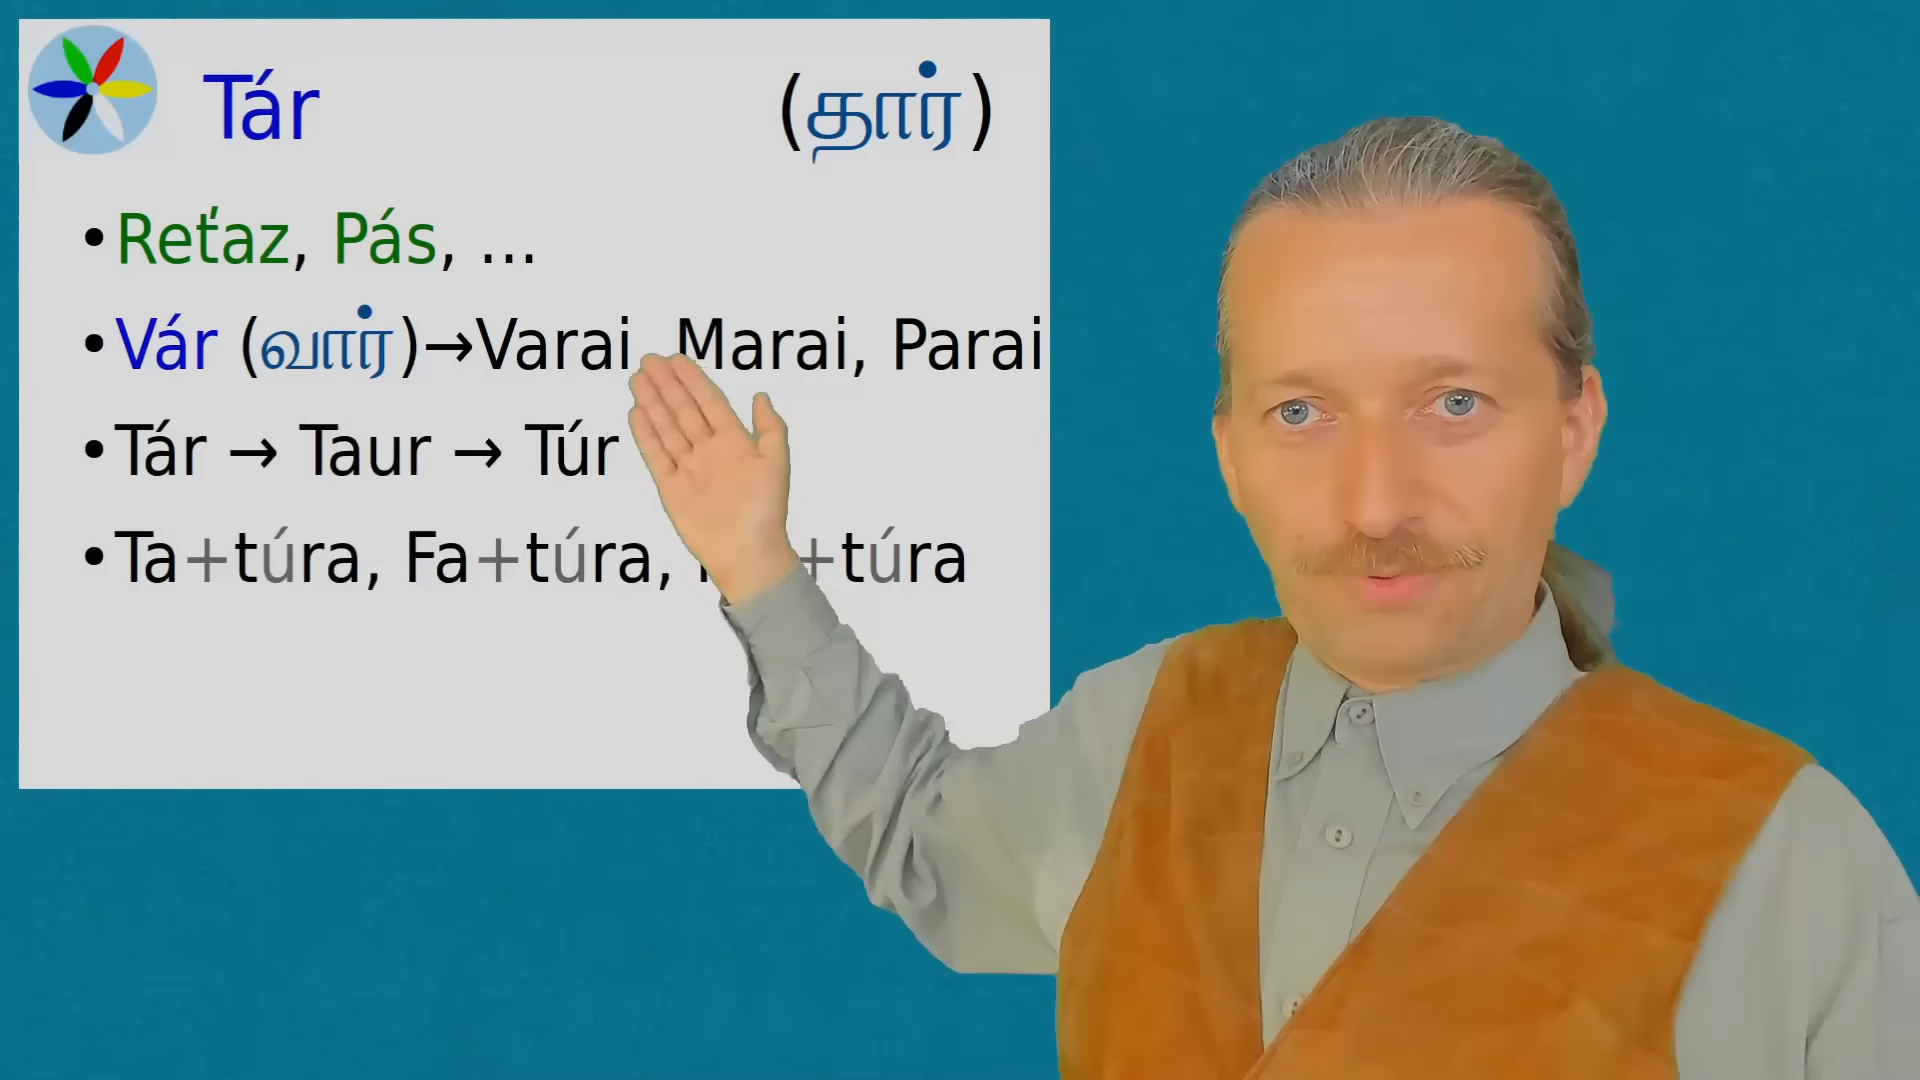 Tár (தார்)
• Reťaz, Pás, ...
• Vár (வார்)→Varai, Marai, Parai
• Tár → Taur → Túr
• Ta+túra, Fa+túra, +túra